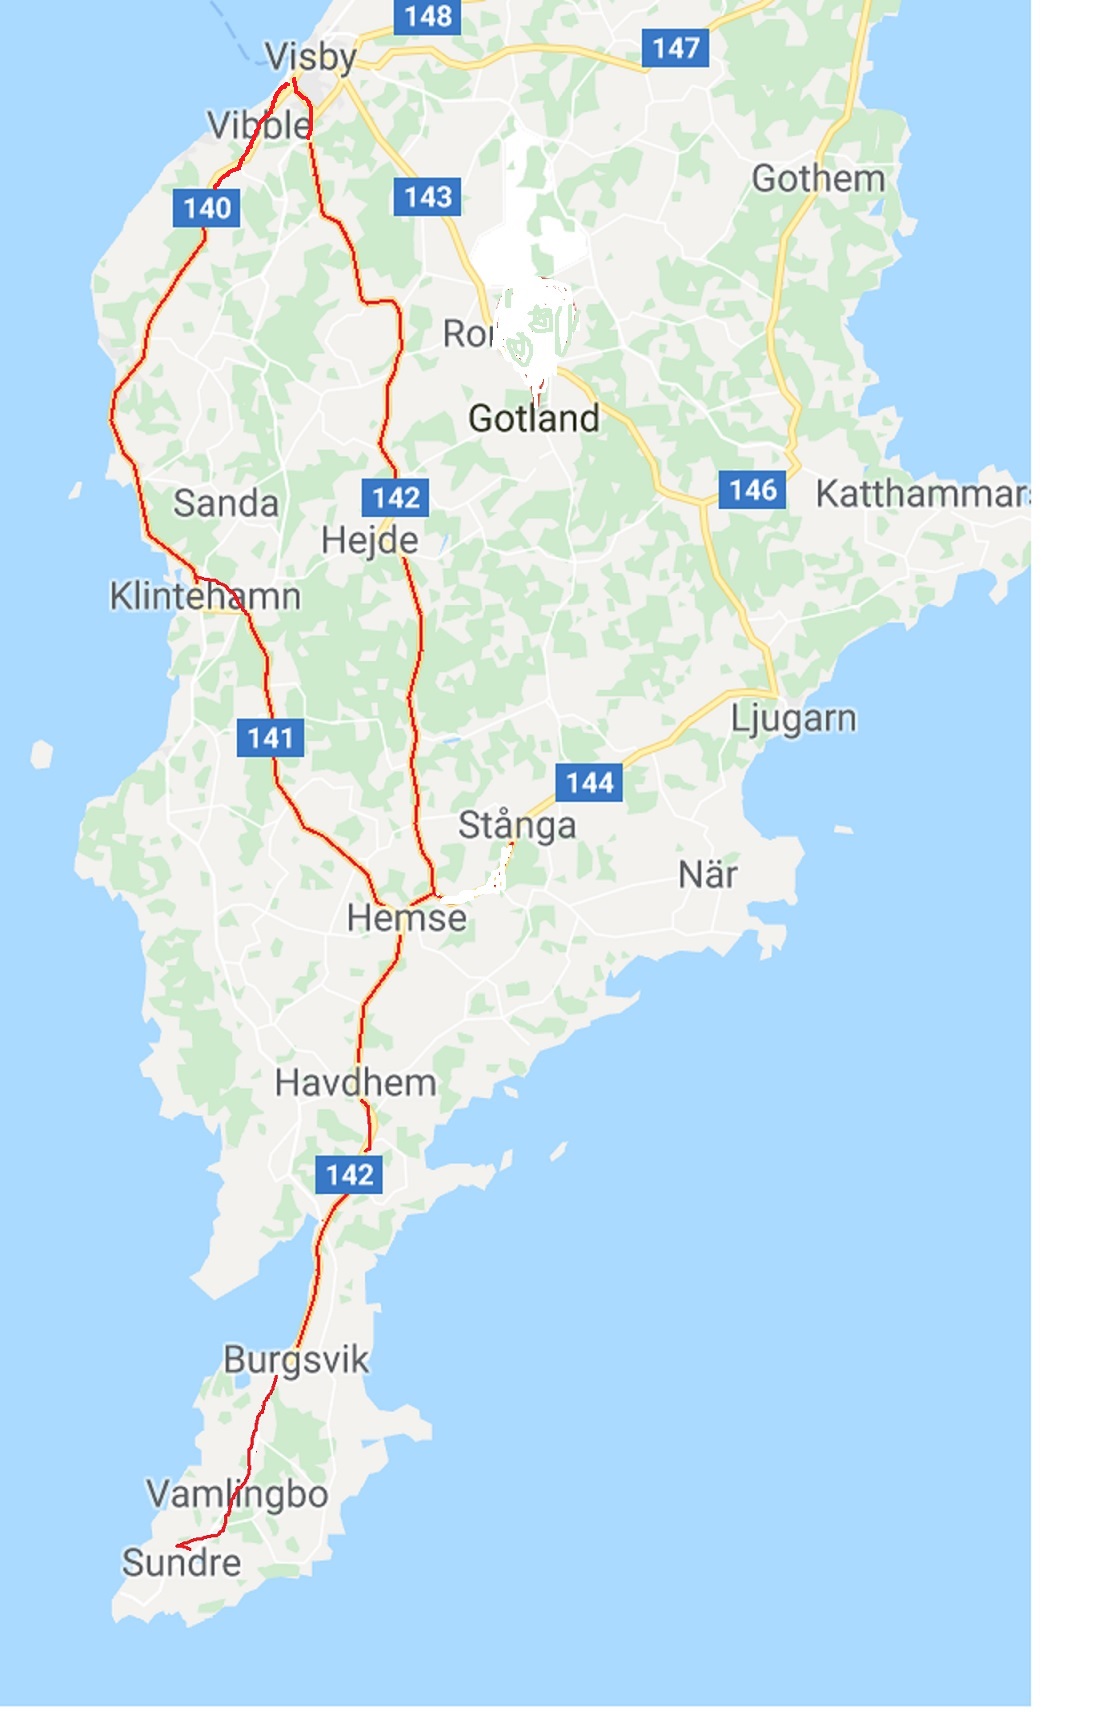 148
Visby
147
Vibble
Gothem
143
140
Gotland
146
Katthammar
Sanda
142
Hejde
Klintehamn
Ljugarn
141
144
Stånga
När
Hemse
Havdhem
142
Burgsvik
Vamlingbo
Sundre